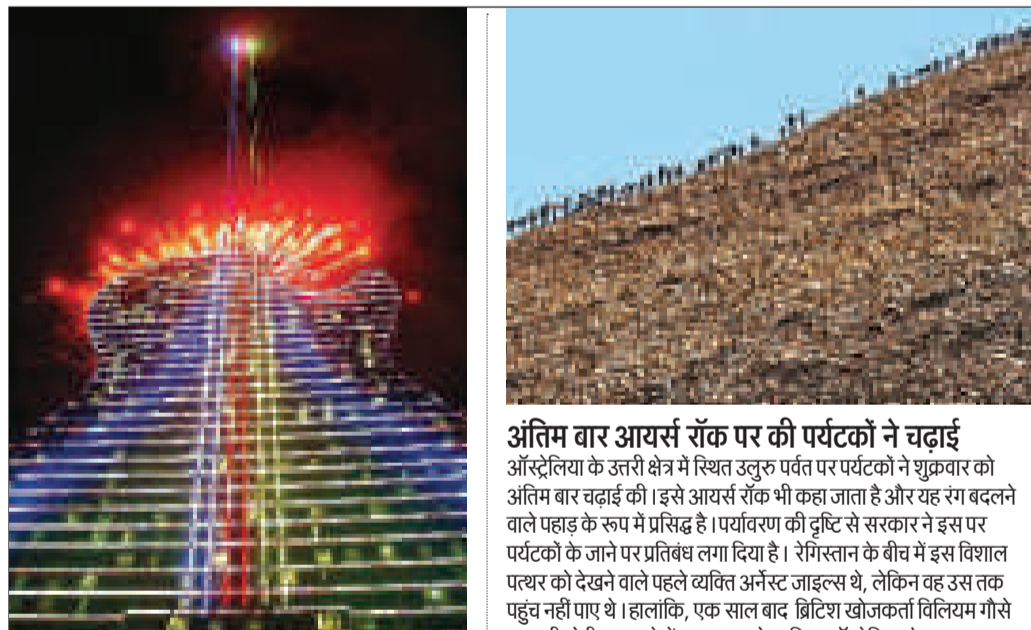 अंतिम बार आयर्स रॉक पर की पर्यटकों ने चढ़ाई
ऑस्ट्रेलिया के उत्तरी क्षेत्र में स्थित उलुरु पर्वत पर पर्यटकों ने शुक्रवार को
अंतिम बार चढ़ाई की। इसे आयर्स रॉक भी कहा जाता है और यह रंग बदलने
वाले पहाड़ के रूप में प्रसिद्ध है। पर्यावरण की दृष्टि से सरकार ने इस पर
पर्यटकों के जाने पर प्रतिबंध लगा दिया है। रेगिस्तान के बीच में इस विशाल
पत्थर को देखने वाले पहले व्यक्ति अर्नेस्ट जाइल्स थे, लेकिन वह उस तक
पहुंच नहीं पाए थे। हालांकि, एक साल बाद ब्रिटिश खोजकर्ता विलियम गौसे